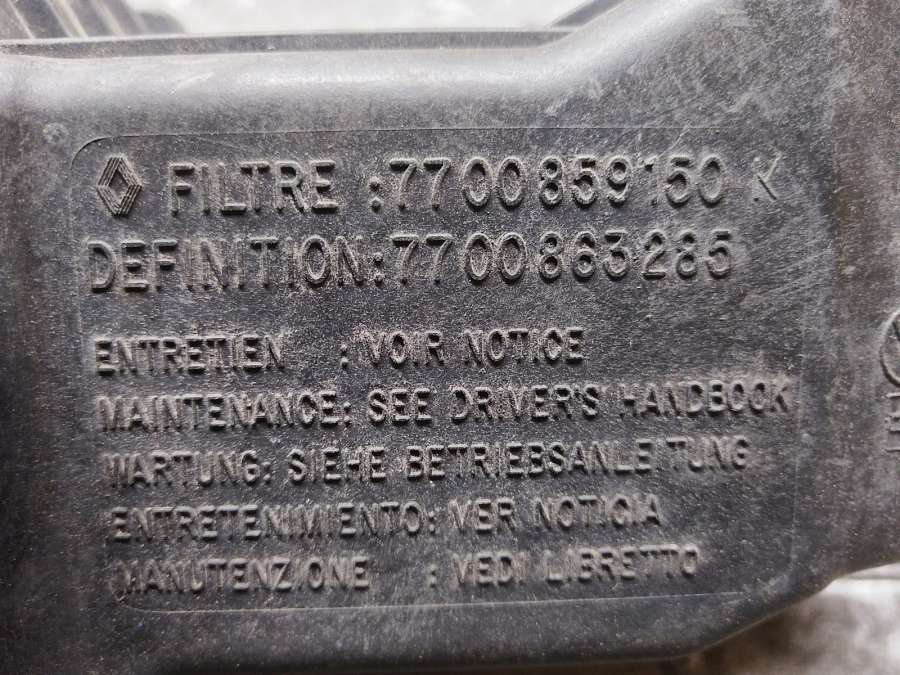 FILTRE :7700859150 K
DEFINITION:7700863285
ENTRETIEN : VOIR NOTICE
MAINTENANCE: SEE DRIVER'S HANDBOOK
WARTUNG: SIEHE BETRIEBSANLEITUNG
ENTRETENIMIENTO: VER NOTICIA
MANUTENZIONE : VEDI LIBRETTO